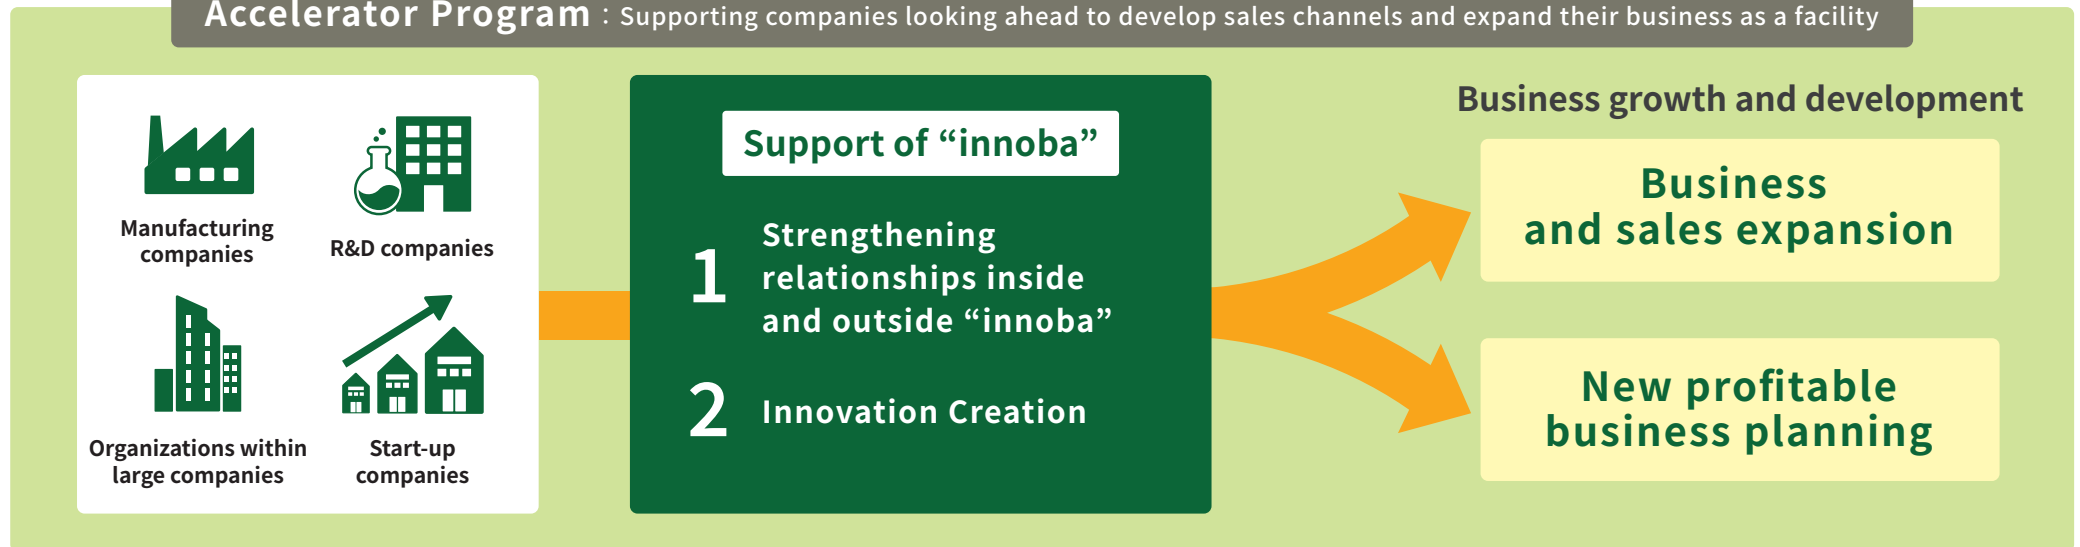 Accelerator Program : Supporting companies looking ahead to develop sales channels and expand their business as a facility
Manufacturing
companies
R&D companies
Organizations within
large companies
Start-up
companies
Support of “innoba”
1 Strengthening
relationships inside
and outside “innoba”
2 Innovation Creation
Business growth and development
Business
and sales expansion
New profitable
business planning